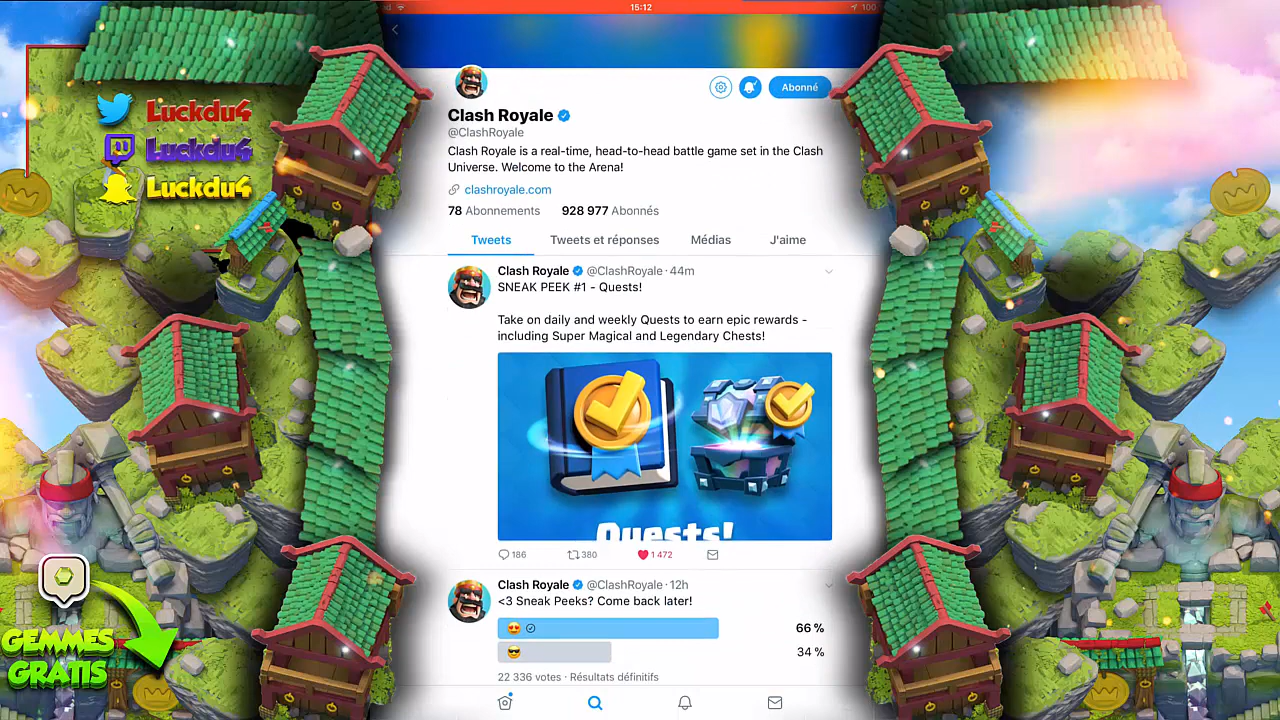 15:12
100
Luckdu4
Luckdu4
Luckdu4
Abonné
Clash Royale
@ClashRoyale
Clash Royale is a real-time, head-to-head battle game set in the Clash
Universe. Welcome to the Arena!
clashroyale.com
78 Abonnements 928 977 Abonnés
Tweets Tweets et réponses Médias J'aime
Clash Royale @ClashRoyale · 44m
SNEAK PEEK #1 - Quests!
Take on daily and weekly Quests to earn epic rewards -
including Super Magical and Legendary Chests!
Quests!
186 380 1 472
Clash Royale @ClashRoyale · 12h
<3 Sneak Peeks? Come back later!
66 %
34 %
22 336 votes · Résultats définitifs
GEMMES
GRATIS